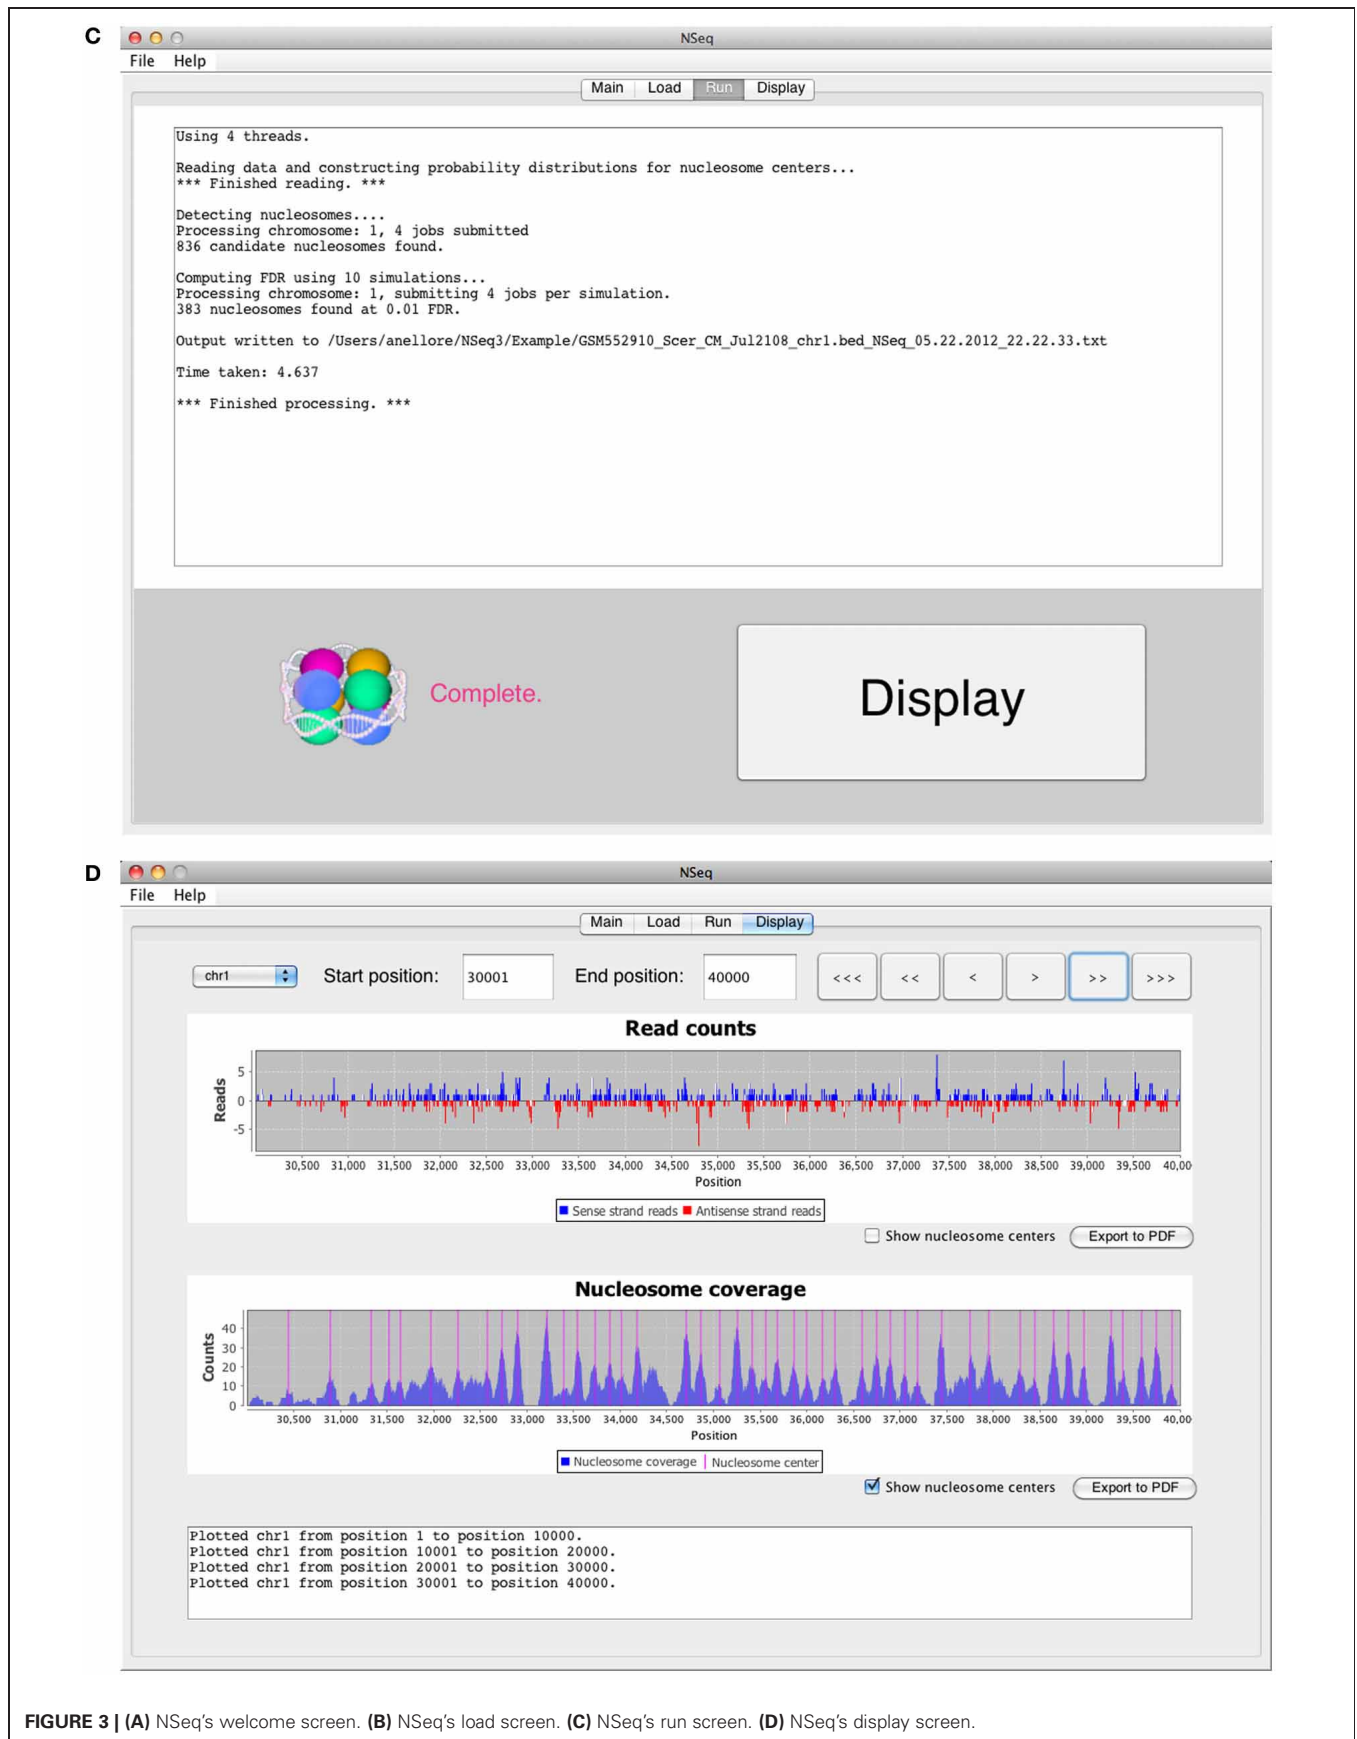 C
NSeq
File Help
Main Load Run Display
Using 4 threads.
Reading data and constructing probability distributions for nucleosome centers...
*** Finished reading. ***
Detecting nucleosomes....
Processing chromosome: 1, 4 jobs submitted
836 candidate nucleosomes found.
Computing FDR using 10 simulations...
Processing chromosome: 1, submitting 4 jobs per simulation.
383 nucleosomes found at 0.01 FDR.
Output written to /Users/anellore/NSeq3/Example/GSM552910_Scer_CM_Jul2108_chr1.bed_NSeq_05.22.2012_22.22.33.txt
Time taken: 4.637
*** Finished processing. ***
Complete.
Display
D
NSeq
File Help
Main Load Run Display
chr1 Start position: 30001 End position: 40000 <<< << < > >> >>>
Read counts
Reads
5
0
-5
30,500 31,000 31,500 32,000 32,500 33,000 33,500 34,000 34,500 35,000 35,500 36,000 36,500 37,000 37,500 38,000 38,500 39,000 39,500 40,00
Position
Sense strand reads Antisense strand reads
Show nucleosome centers Export to PDF
Nucleosome coverage
Counts
40
30
20
10
0
30,500 31,000 31,500 32,000 32,500 33,000 33,500 34,000 34,500 35,000 35,500 36,000 36,500 37,000 37,500 38,000 38,500 39,000 39,500 40,00
Position
Nucleosome coverage Nucleosome center
Show nucleosome centers Export to PDF
Plotted chr1 from position 1 to position 10000.
Plotted chr1 from position 10001 to position 20000.
Plotted chr1 from position 20001 to position 30000.
Plotted chr1 from position 30001 to position 40000.
FIGURE 3 | (A) NSeq's welcome screen. (B) NSeq's load screen. (C) NSeq's run screen. (D) NSeq's display screen.